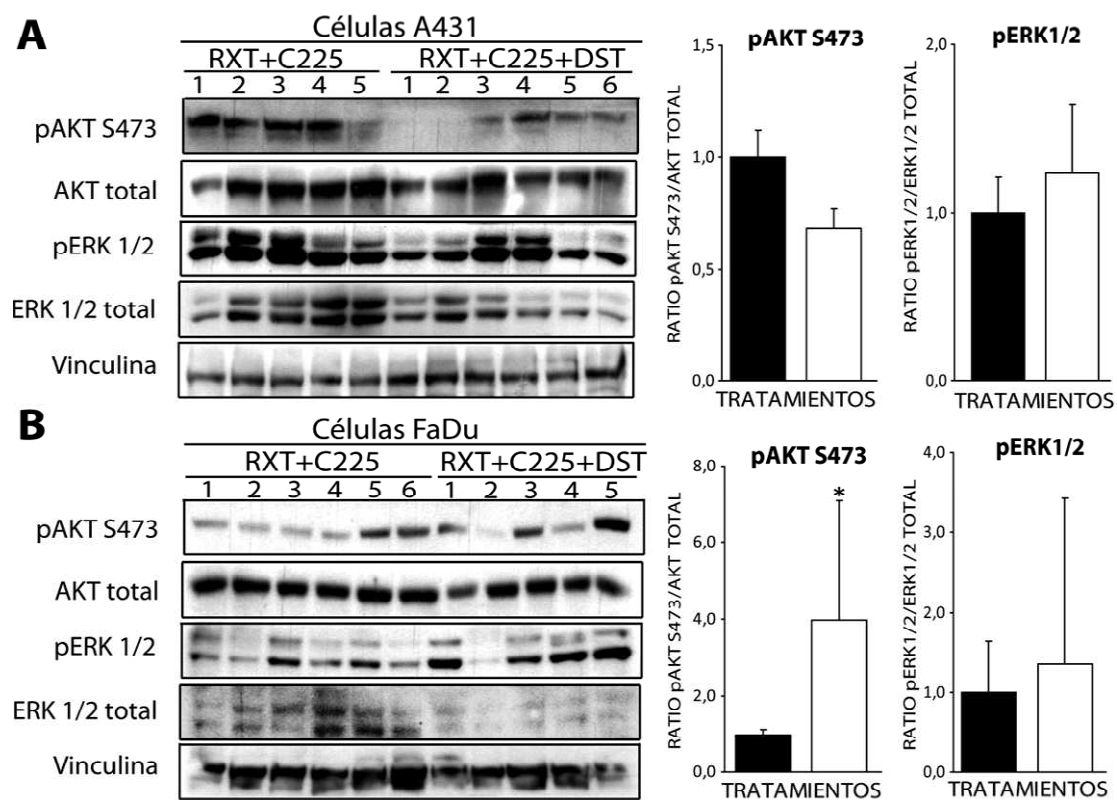 A
Células A431
RXT+C225 RXT+C225+DST
1 2 3 4 5 1 2 3 4 5 6
pAKT S473
AKT total
pERK 1/2
ERK 1/2 total
Vinculina
pAKT S473
RATIO pAKT S473/AKT TOTAL
1,5
1,0
0,5
0,0
TRATAMIENTOS
pERK1/2
RATIO pERK1/2/ERK1/2 TOTAL
2,0
1,0
0,0
TRATAMIENTOS
B
Células FaDu
RXT+C225 RXT+C225+DST
1 2 3 4 5 6 1 2 3 4 5
pAKT S473
AKT total
pERK 1/2
ERK 1/2 total
Vinculina
pAKT S473
RATIO pAKT S473/AKT TOTAL
8,0
6,0
4,0
2,0
0,0
*
TRATAMIENTOS
pERK1/2
RATIO pERK1/2/ERK1/2 TOTAL
4,0
3,0
2,0
1,0
0,0
TRATAMIENTOS